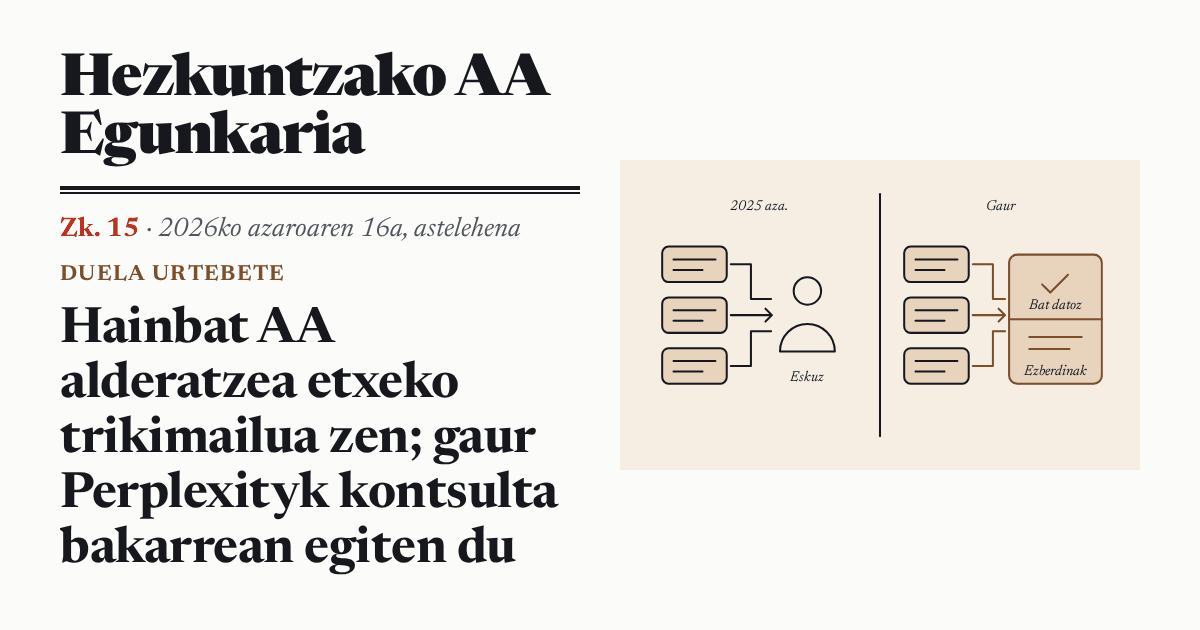 Hezkuntzako AA
Egunkaria
Zk. 15 · 2026ko azaroaren 16a, astelehena
DUELA URTEBETE
Hainbat AA
alderatzea etxeko
trikimailua zen; gaur
Perplexityk kontsulta
bakarrean egiten du
2025 aza.
Eskuz
Gaur
Bat datoz
Ezberdinak